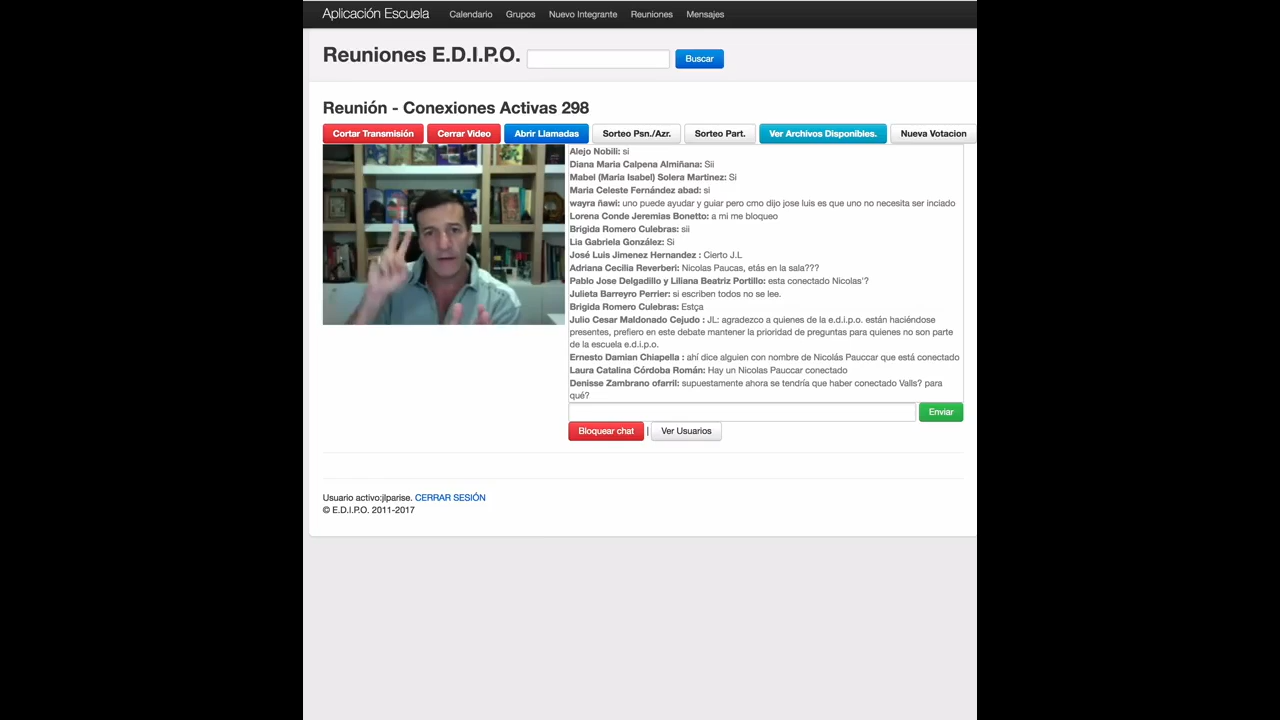 Aplicación Escuela Calendario Grupos Nuevo Integrante Reuniones Mensajes
Reuniones E.D.I.P.O. Buscar
Reunión - Conexiones Activas 298
Cortar Transmisión Cerrar Video Abrir Llamadas Sorteo Psn./Azr. Sorteo Part. Ver Archivos Disponibles. Nueva Votacion
Alejo Nobili: si
Diana Maria Calpena Almiñana: Sii
Mabel (Maria Isabel) Solera Martinez: Si
Maria Celeste Fernández abad: si
wayra ñawi: uno puede ayudar y guiar pero cmo dijo jose luis es que uno no necesita ser inciado
Lorena Conde Jeremias Bonetto: a mi me bloqueo
Brigida Romero Culebras: sii
Lia Gabriela González: Si
José Luis Jimenez Hernandez : Cierto J.L
Adriana Cecilia Reverberi: Nicolas Paucas, etás en la sala???
Pablo Jose Delgadillo y Liliana Beatriz Portillo: esta conectado Nicolas'?
Julieta Barreyro Perrier: si escriben todos no se lee.
Brigida Romero Culebras: Estça
Julio Cesar Maldonado Cejudo : JL: agradezco a quienes de la e.d.i.p.o. están haciéndose
presentes, prefiero en este debate mantener la prioridad de preguntas para quienes no son parte
de la escuela e.d.i.p.o.
Ernesto Damian Chiapella : ahí dice alguien con nombre de Nicolás Pauccar que está conectado
Laura Catalina Córdoba Román: Hay un Nicolas Pauccar conectado
Denisse Zambrano ofarril: supuestamente ahora se tendría que haber conectado Valls? para
qué?
Enviar
Bloquear chat | Ver Usuarios
Usuario activo:jlparise. CERRAR SESIÓN
© E.D.I.P.O. 2011-2017